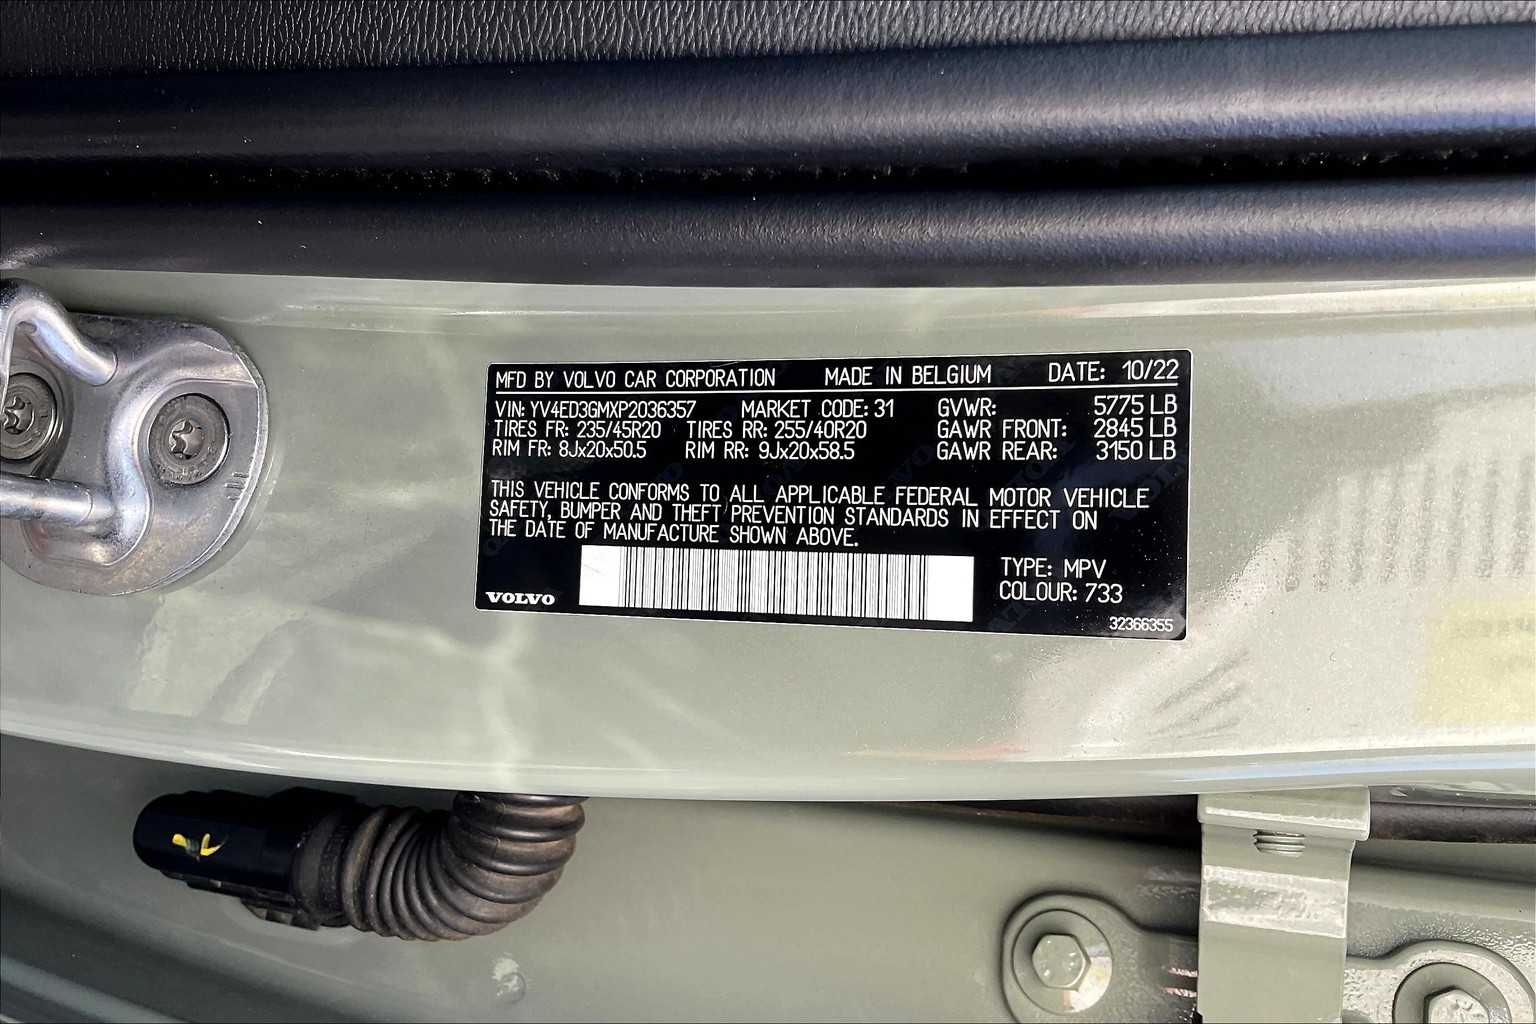 MFD BY VOLVO CAR CORPORATION MADE IN BELGIUM DATE: 10/22
VIN: YV4ED3GMXP2036357 MARKET CODE: 31 GVWR: 5775 LB
TIRES FR: 235/45R20 TIRES RR: 255/40R20 GAWR FRONT: 2845 LB
RIM FR: 8Jx20x50.5 RIM RR: 9Jx20x58.5 GAWR REAR: 3150 LB
THIS VEHICLE CONFORMS TO ALL APPLICABLE FEDERAL MOTOR VEHICLE
SAFETY, BUMPER AND THEFT PREVENTION STANDARDS IN EFFECT ON
THE DATE OF MANUFACTURE SHOWN ABOVE.
TYPE: MPV
COLOUR: 733
VOLVO
32366355